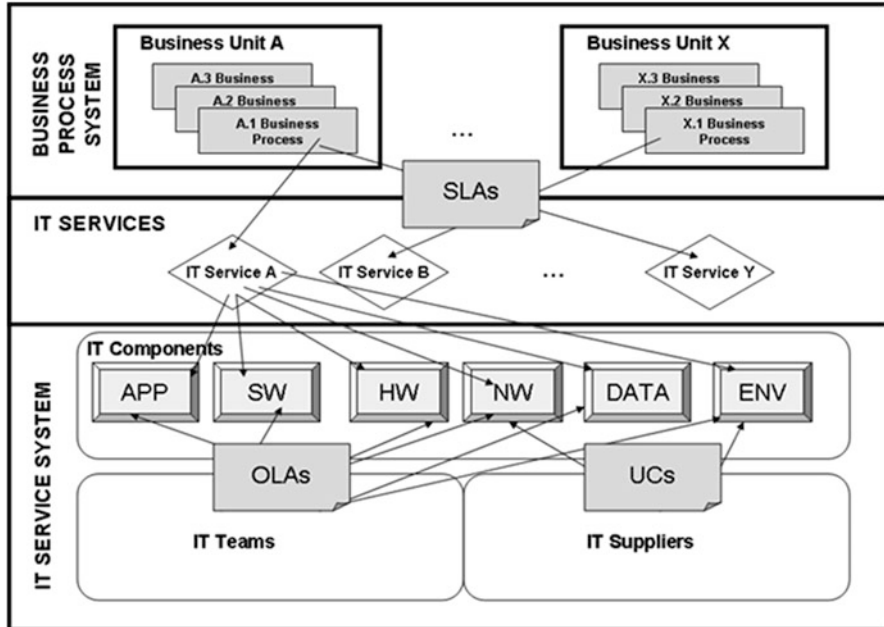 BUSINESS
PROCESS
SYSTEM
Business Unit A
A.3 Business
A.2 Business
A.1 Business
Process
...
Business Unit X
X.3 Business
X.2 Business
X.1 Business
Process
SLAs
IT SERVICES
IT Service A
IT Service B
...
IT Service Y
IT SERVICE SYSTEM
IT Components
APP
SW
HW
NW
DATA
ENV
OLAs
UCs
IT Teams
IT Suppliers